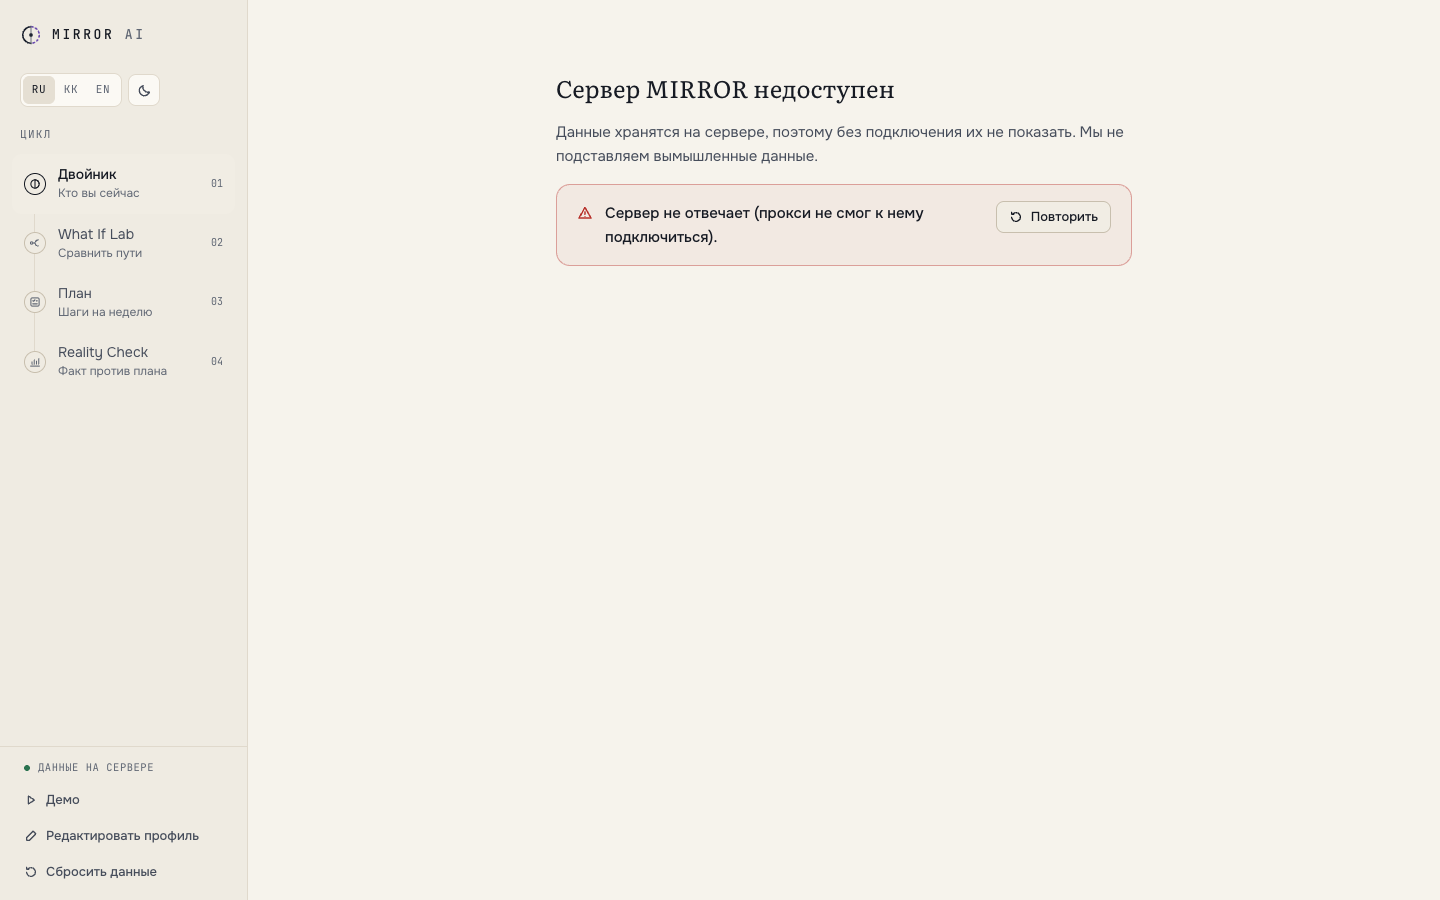 MIRROR AI
RU KK EN
ЦИКЛ
Двойник
Кто вы сейчас
01
What If Lab
Сравнить пути
02
План
Шаги на неделю
03
Reality Check
Факт против плана
04
ДАННЫЕ НА СЕРВЕРЕ
Демо
Редактировать профиль
Сбросить данные
Сервер MIRROR недоступен
Данные хранятся на сервере, поэтому без подключения их не показать. Мы не
подставляем вымышленные данные.
Сервер не отвечает (прокси не смог к нему
подключиться).
Повторить